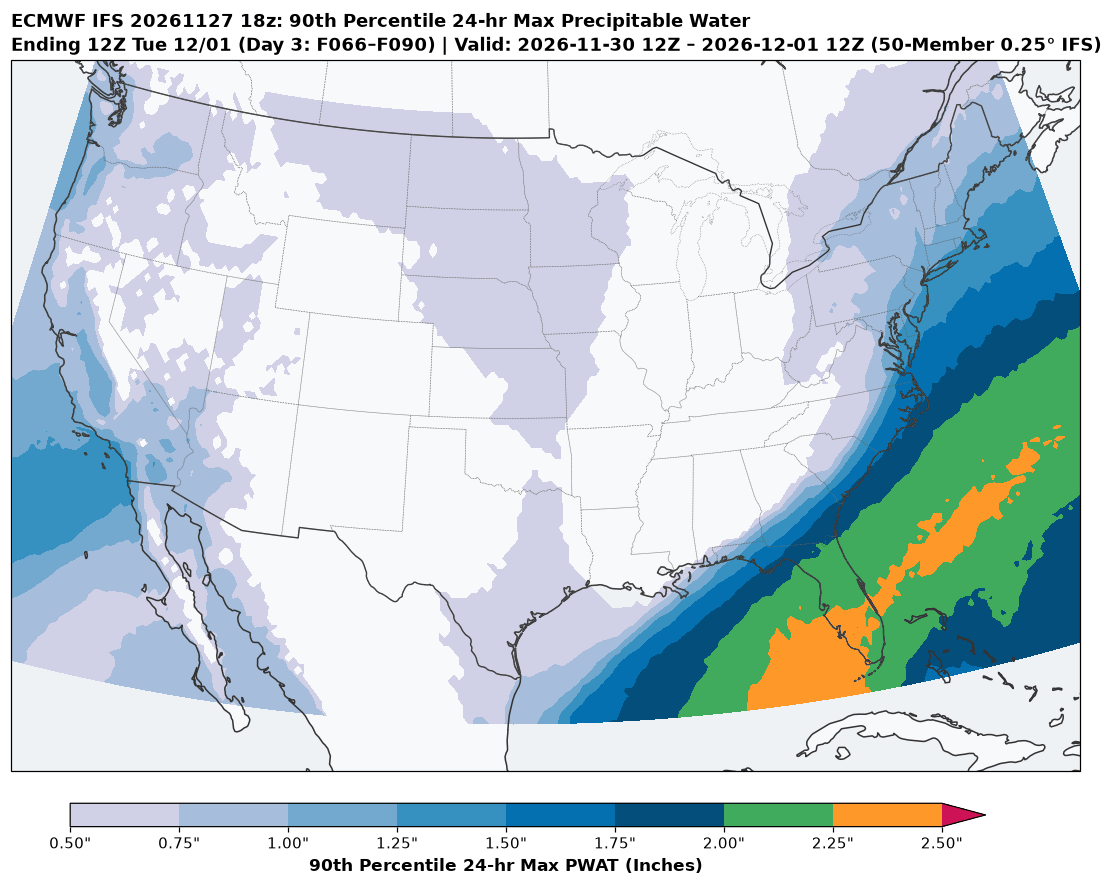 ECMWF IFS 20261127 18z: 90th Percentile 24-hr Max Precipitable Water
Ending 12Z Tue 12/01 (Day 3: F066–F090) | Valid: 2026-11-30 12Z – 2026-12-01 12Z (50-Member 0.25° IFS)
0.50" 0.75" 1.00" 1.25" 1.50" 1.75" 2.00" 2.25" 2.50"
90th Percentile 24-hr Max PWAT (Inches)